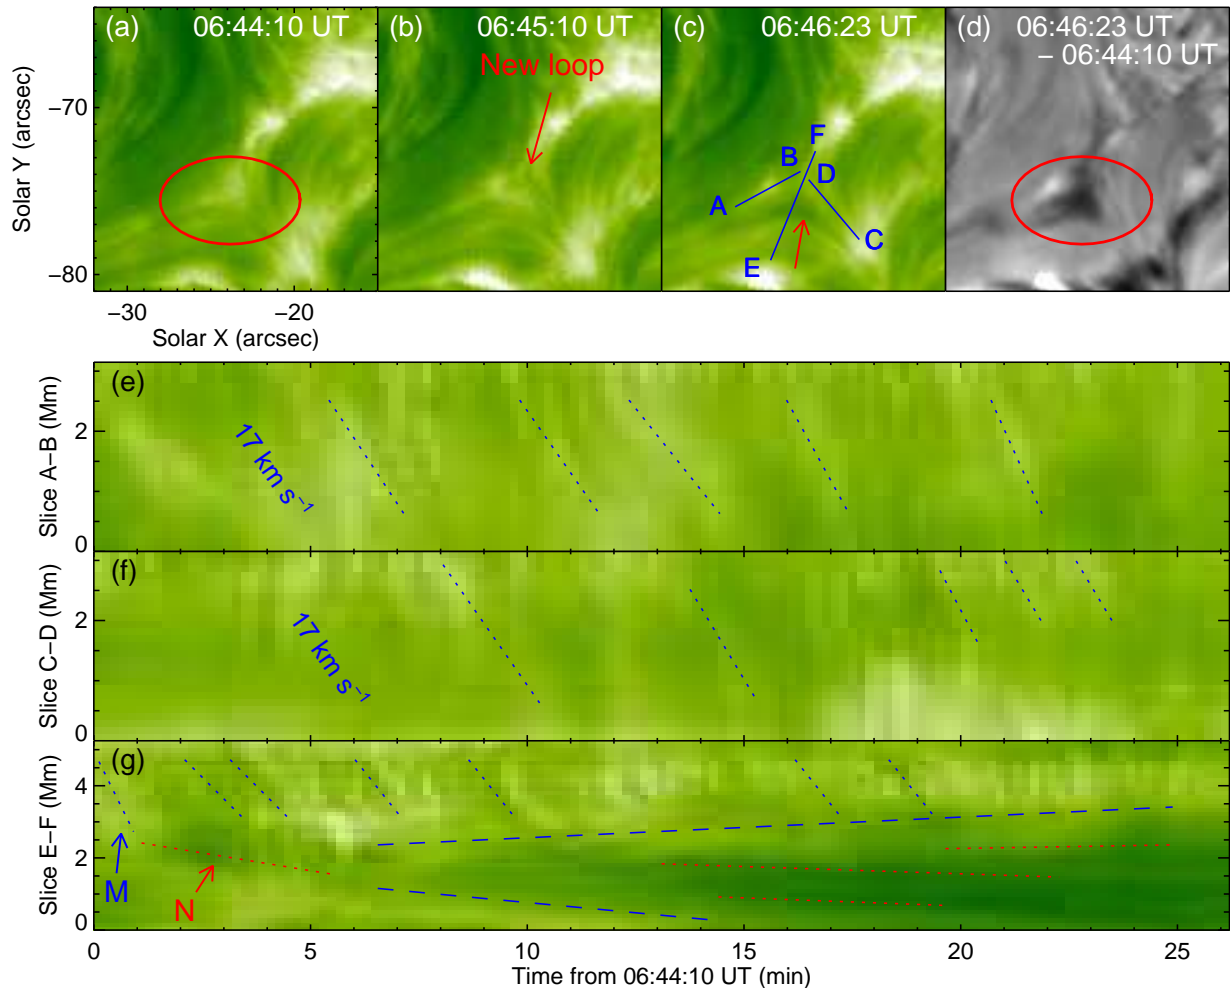 (a) 06:44:10 UT
(b) 06:45:10 UT
(c) 06:46:23 UT
(d) 06:46:23 UT
− 06:44:10 UT
New loop
A
B
F
D
C
E
Solar Y (arcsec)
−70
−80
−30
−20
Solar X (arcsec)
(e)
Slice A−B (Mm)
2
0
17 km s⁻¹
(f)
Slice C−D (Mm)
2
0
17 km s⁻¹
(g)
Slice E−F (Mm)
4
2
0
M
N
0
5
10
15
20
25
Time from 06:44:10 UT (min)